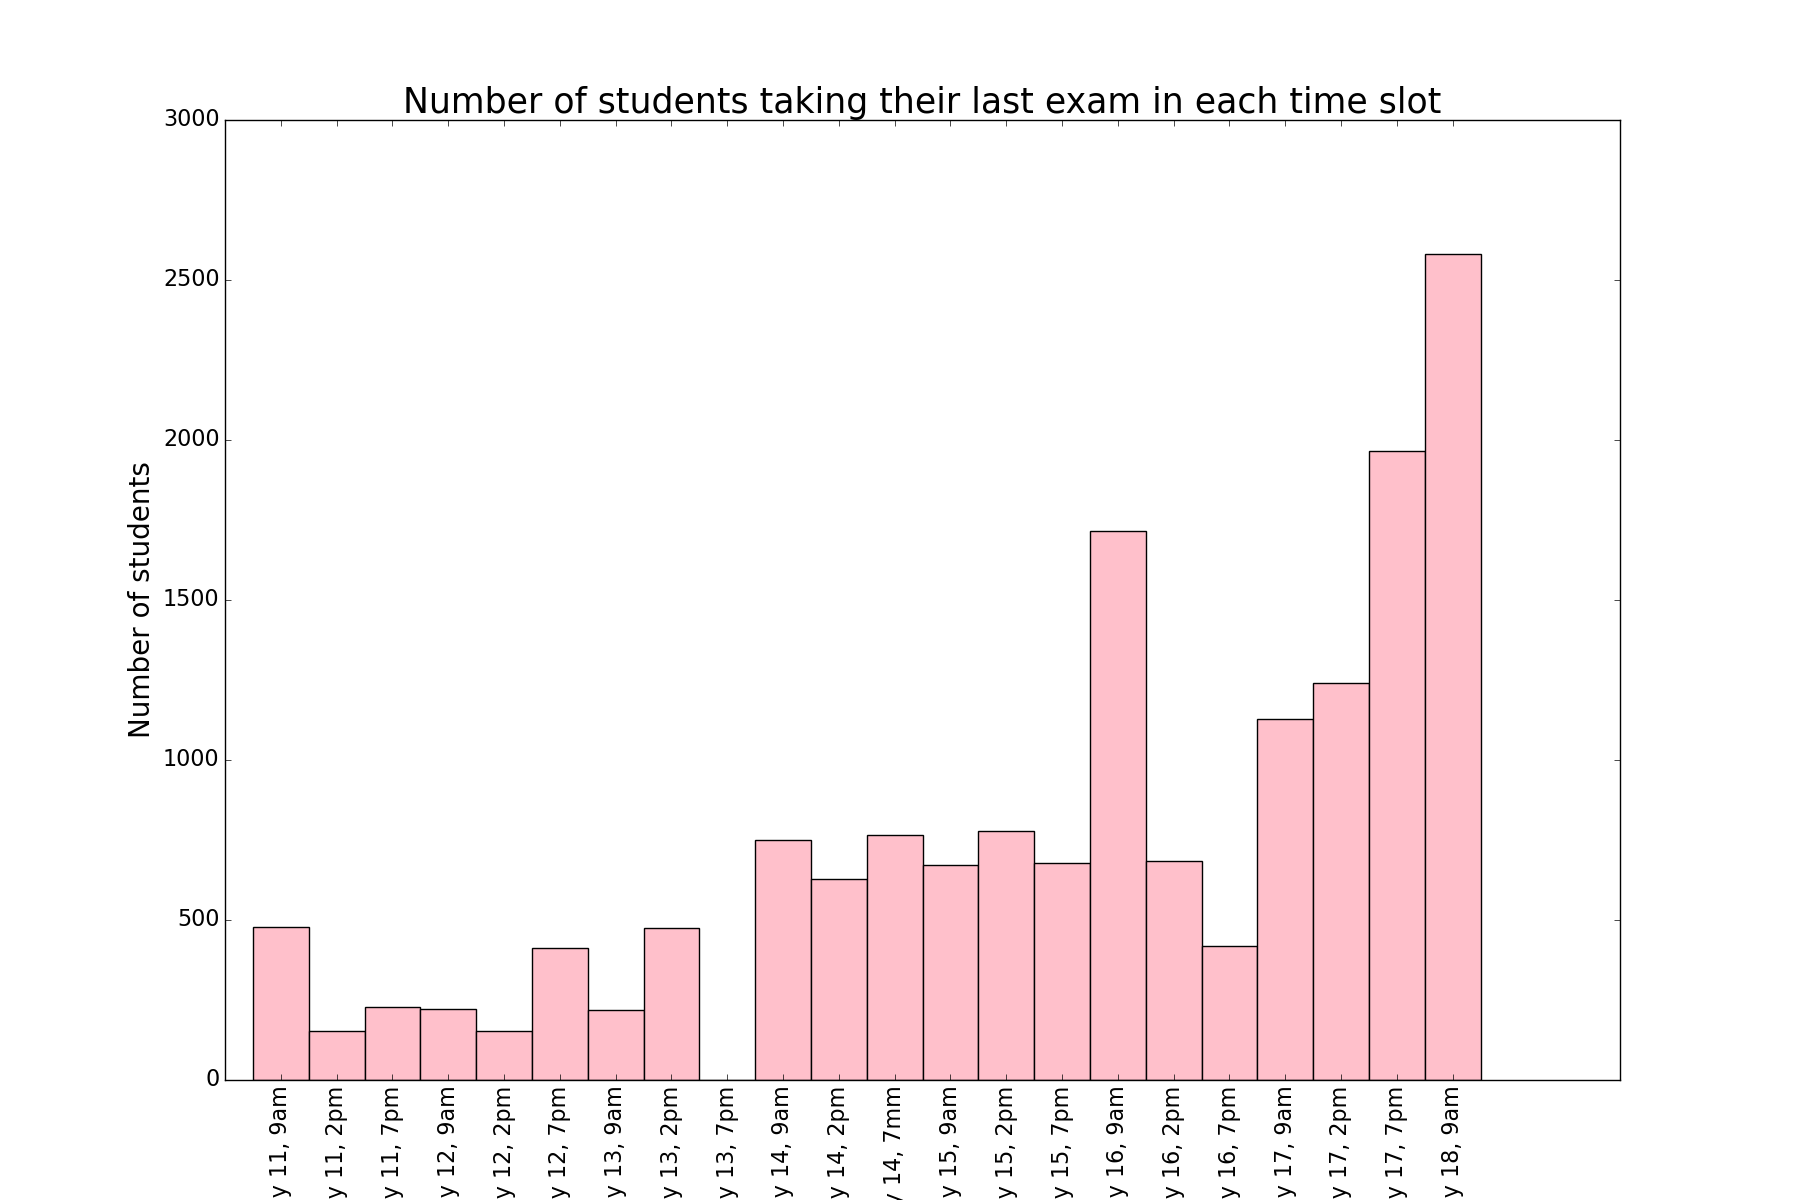 Number of students taking their last exam in each time slot
3000
2500
2000
1500
1000
500
0
Number of students
y 11, 9am
y 11, 2pm
y 11, 7pm
y 12, 9am
y 12, 2pm
y 12, 7pm
y 13, 9am
y 13, 2pm
y 13, 7pm
y 14, 9am
y 14, 2pm
y 14, 7mm
y 15, 9am
y 15, 2pm
y 15, 7pm
y 16, 9am
y 16, 2pm
y 16, 7pm
y 17, 9am
y 17, 2pm
y 17, 7pm
y 18, 9am